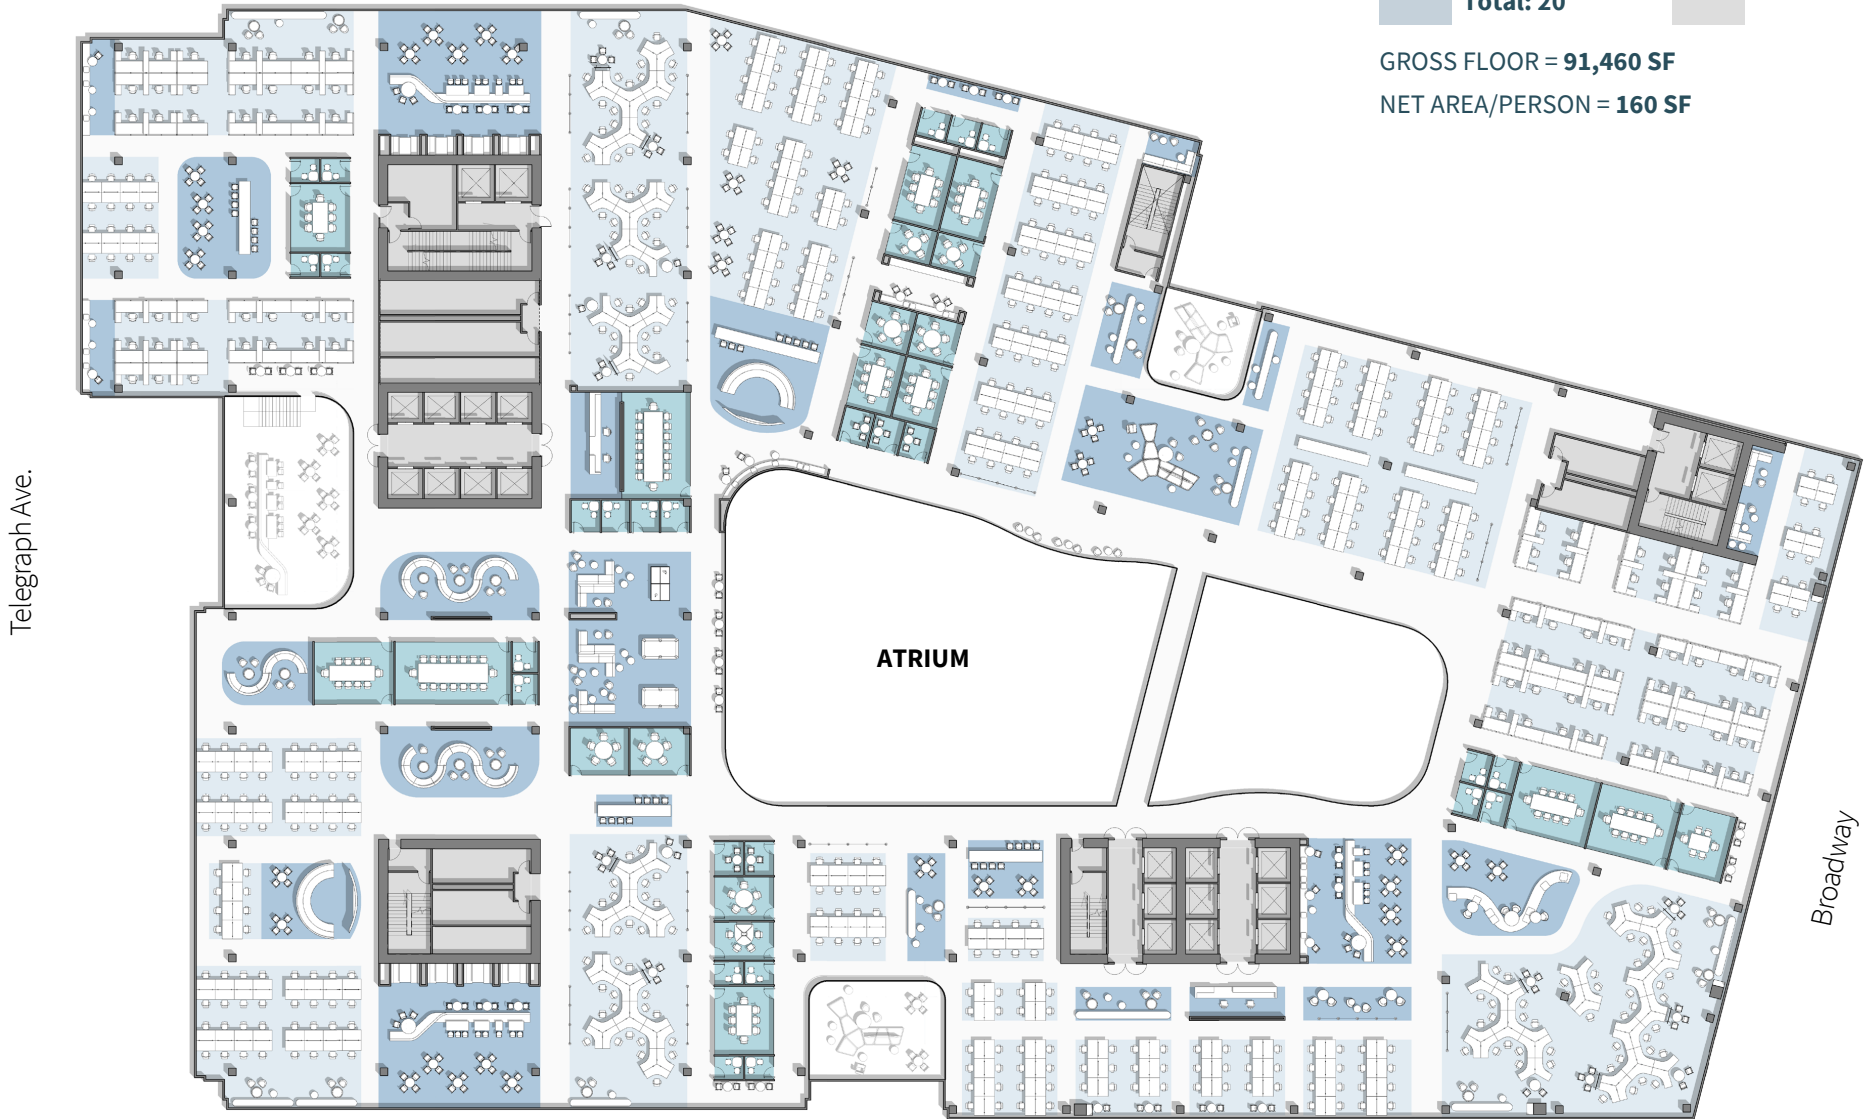 Total: 20
GROSS FLOOR = 91,460 SF
NET AREA/PERSON = 160 SF
Telegraph Ave.
ATRIUM
Broadway